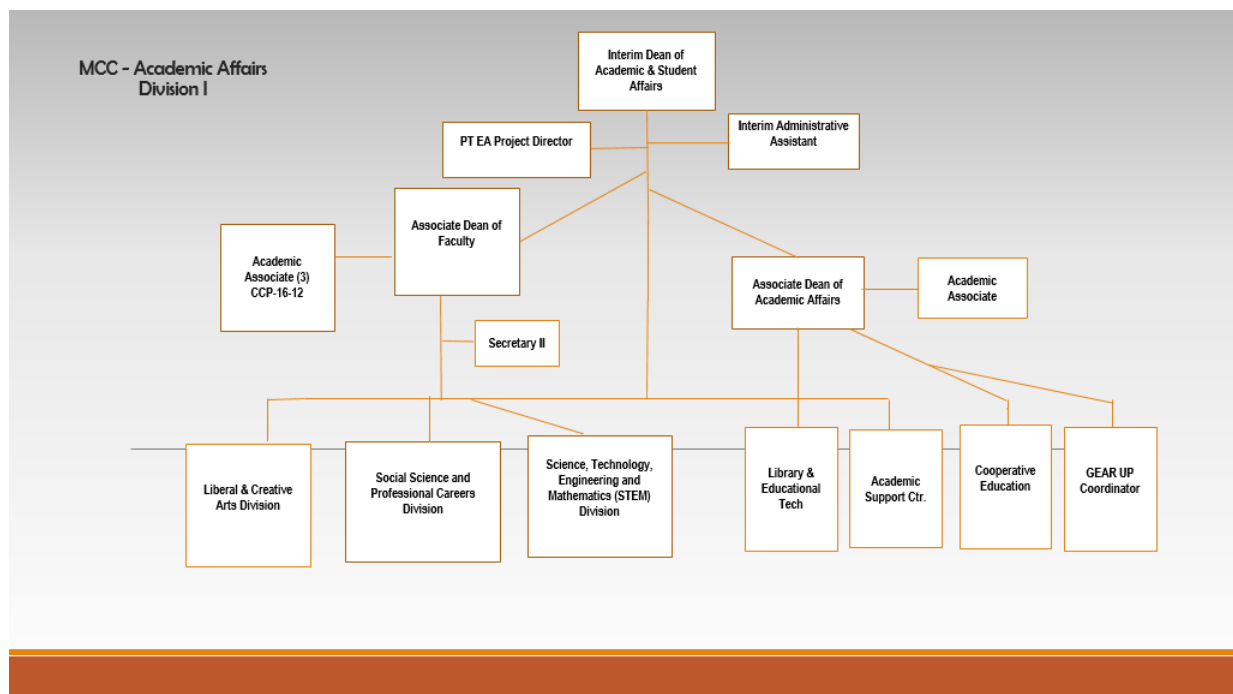 MCC - Academic Affairs
Division I
Interim Dean of
Academic & Student
Affairs
PT EA Project Director
Interim Administrative
Assistant
Associate Dean of
Faculty
Academic
Associate (3)
CCP-16-12
Associate Dean of
Academic Affairs
Academic
Associate
Secretary II
Liberal & Creative
Arts Division
Social Science and
Professional Careers
Division
Science, Technology,
Engineering and
Mathematics (STEM)
Division
Library &
Educational
Tech
Academic
Support Ctr.
Cooperative
Education
GEAR UP
Coordinator